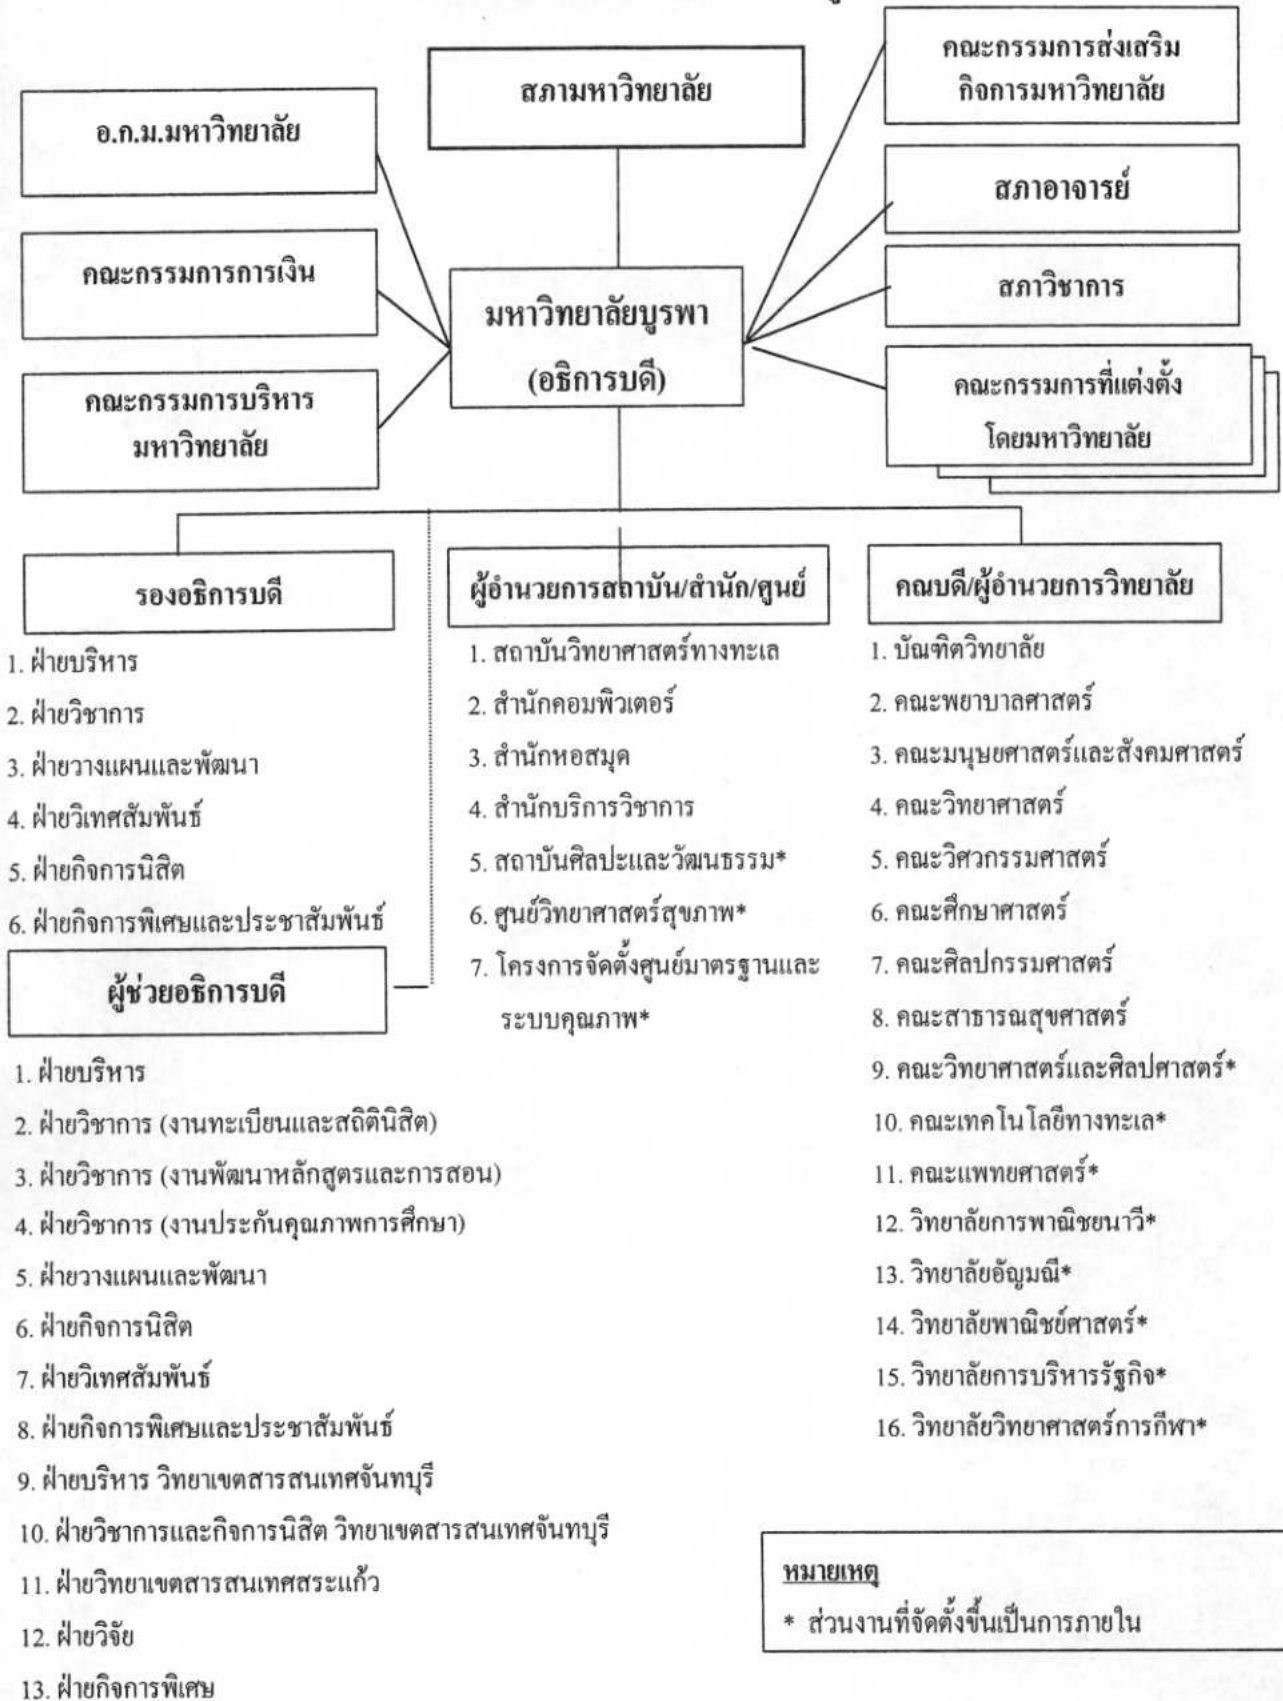 สภามหาวิทยาลัย
คณะกรรมการส่งเสริม
กิจการมหาวิทยาลัย
อ.ก.ม.มหาวิทยาลัย
สภาอาจารย์
คณะกรรมการการเงิน
สภาวิชาการ
มหาวิทยาลัยบูรพา
(อธิการบดี)
คณะกรรมการบริหาร
มหาวิทยาลัย
คณะกรรมการที่แต่งตั้ง
โดยมหาวิทยาลัย
รองอธิการบดี
1. ฝ่ายบริหาร
2. ฝ่ายวิชาการ
3. ฝ่ายวางแผนและพัฒนา
4. ฝ่ายวิเทศสัมพันธ์
5. ฝ่ายกิจการนิสิต
6. ฝ่ายกิจการพิเศษและประชาสัมพันธ์
ผู้ช่วยอธิการบดี
1. ฝ่ายบริหาร
2. ฝ่ายวิชาการ (งานทะเบียนและสถิตินิสิต)
3. ฝ่ายวิชาการ (งานพัฒนาหลักสูตรและการสอน)
4. ฝ่ายวิชาการ (งานประกันคุณภาพการศึกษา)
5. ฝ่ายวางแผนและพัฒนา
6. ฝ่ายกิจการนิสิต
7. ฝ่ายวิเทศสัมพันธ์
8. ฝ่ายกิจการพิเศษและประชาสัมพันธ์
9. ฝ่ายบริหาร วิทยาเขตสารสนเทศจันทบุรี
10. ฝ่ายวิชาการและกิจการนิสิต วิทยาเขตสารสนเทศจันทบุรี
11. ฝ่ายวิทยาเขตสารสนเทศสระแก้ว
12. ฝ่ายวิจัย
13. ฝ่ายกิจการพิเศษ
ผู้อำนวยการสถาบัน/สำนัก/ศูนย์
1. สถาบันวิทยาศาสตร์ทางทะเล
2. สำนักคอมพิวเตอร์
3. สำนักหอสมุด
4. สำนักบริการวิชาการ
5. สถาบันศิลปะและวัฒนธรรม*
6. ศูนย์วิทยาศาสตร์สุขภาพ*
7. โครงการจัดตั้งศูนย์มาตรฐานและ
ระบบคุณภาพ*
คณบดี/ผู้อำนวยการวิทยาลัย
1. บัณฑิตวิทยาลัย
2. คณะพยาบาลศาสตร์
3. คณะมนุษยศาสตร์และสังคมศาสตร์
4. คณะวิทยาศาสตร์
5. คณะวิศวกรรมศาสตร์
6. คณะศึกษาศาสตร์
7. คณะศิลปกรรมศาสตร์
8. คณะสาธารณสุขศาสตร์
9. คณะวิทยาศาสตร์และศิลปศาสตร์*
10. คณะเทคโนโลยีทางทะเล*
11. คณะแพทยศาสตร์*
12. วิทยาลัยการพาณิชยนาวี*
13. วิทยาลัยอัญมณี*
14. วิทยาลัยพาณิชย์ศาสตร์*
15. วิทยาลัยการบริหารรัฐกิจ*
16. วิทยาลัยวิทยาศาสตร์การกีฬา*
หมายเหตุ
* ส่วนงานที่จัดตั้งขึ้นเป็นการภายใน